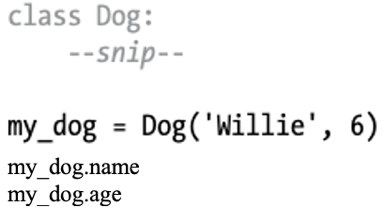 class Dog:
--snip--
my_dog = Dog('Willie', 6)
my_dog.name
my_dog.age